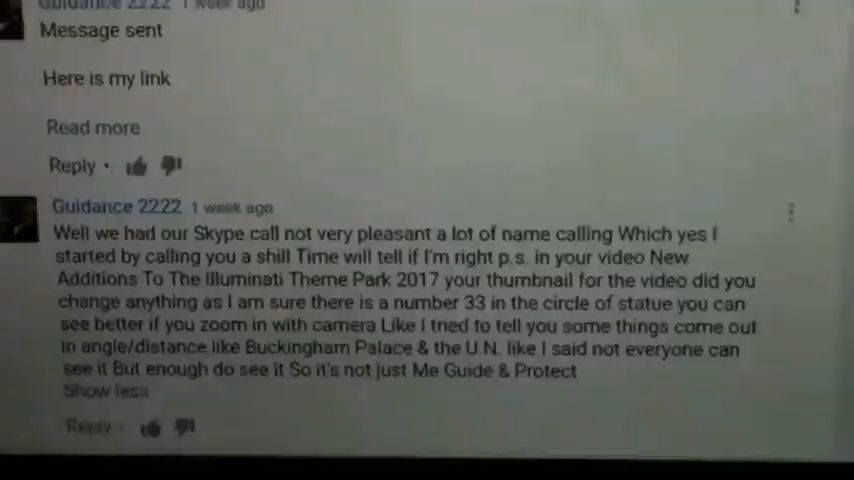 Guidance 2222 1 week ago
Message sent
Here is my link
Read more
Reply •
Guidance 2222 1 week ago
Well we had our Skype call not very pleasant a lot of name calling Which yes I
started by calling you a shill Time will tell if I'm right p.s. in your video New
Additions To The Illuminati Theme Park 2017 your thumbnail for the video did you
change anything as I am sure there is a number 33 in the circle of statue you can
see better if you zoom in with camera Like I tried to tell you some things come out
in angle/distance like Buckingham Palace & the U.N. like I said not everyone can
see it But enough do see it So it's not just Me Guide & Protect
Show less
Reply •